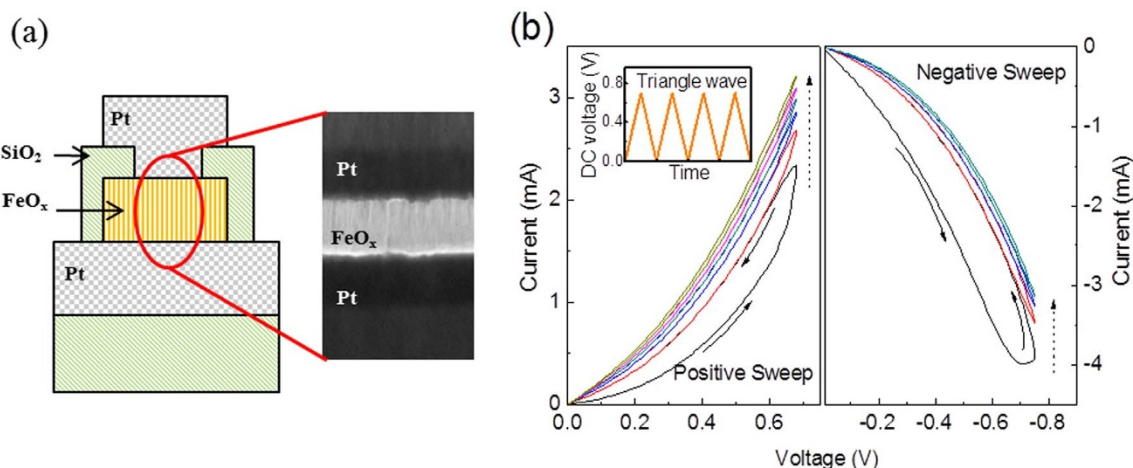 (a)
Pt
SiO₂
FeOₓ
Pt
Pt
FeOₓ
Pt
(b)
DC voltage (V)
0.8
0.4
0.0
Triangle wave
Time
Current (mA)
3
2
1
0
Positive Sweep
0.0 0.2 0.4 0.6
Negative Sweep
-0.2 -0.4 -0.6 -0.8
0
-1
-2
-3
-4
Current (mA)
Voltage (V)